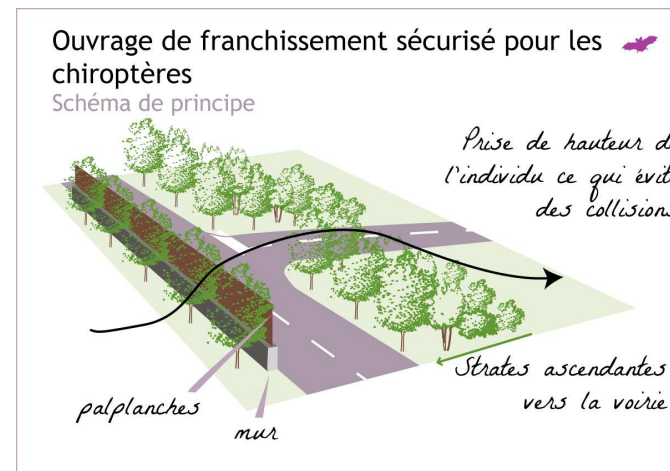 Ouvrage de franchissement sécurisé pour les
chiroptères
Schéma de principe
Prise de hauteur d
l'individu ce qui évit
des collisions
palplanches
mur
Strates ascendantes
vers la voirie